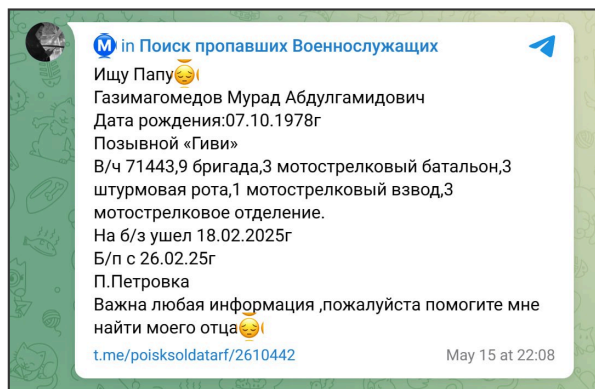 M in Поиск пропавших Военнослужащих
Ищу Папу😔
Газимагомедов Мурад Абдулгамидович
Дата рождения:07.10.1978г
Позывной «Гиви»
В/ч 71443,9 бригада,3 мотострелковый батальон,3
штурмовая рота,1 мотострелковый взвод,3
мотострелковое отделение.
На б/з ушел 18.02.2025г
Б/п с 26.02.25г
П.Петровка
Важна любая информация ,пожалуйста помогите мне
найти моего отца😔
t.me/poisksoldatarf/2610442 May 15 at 22:08